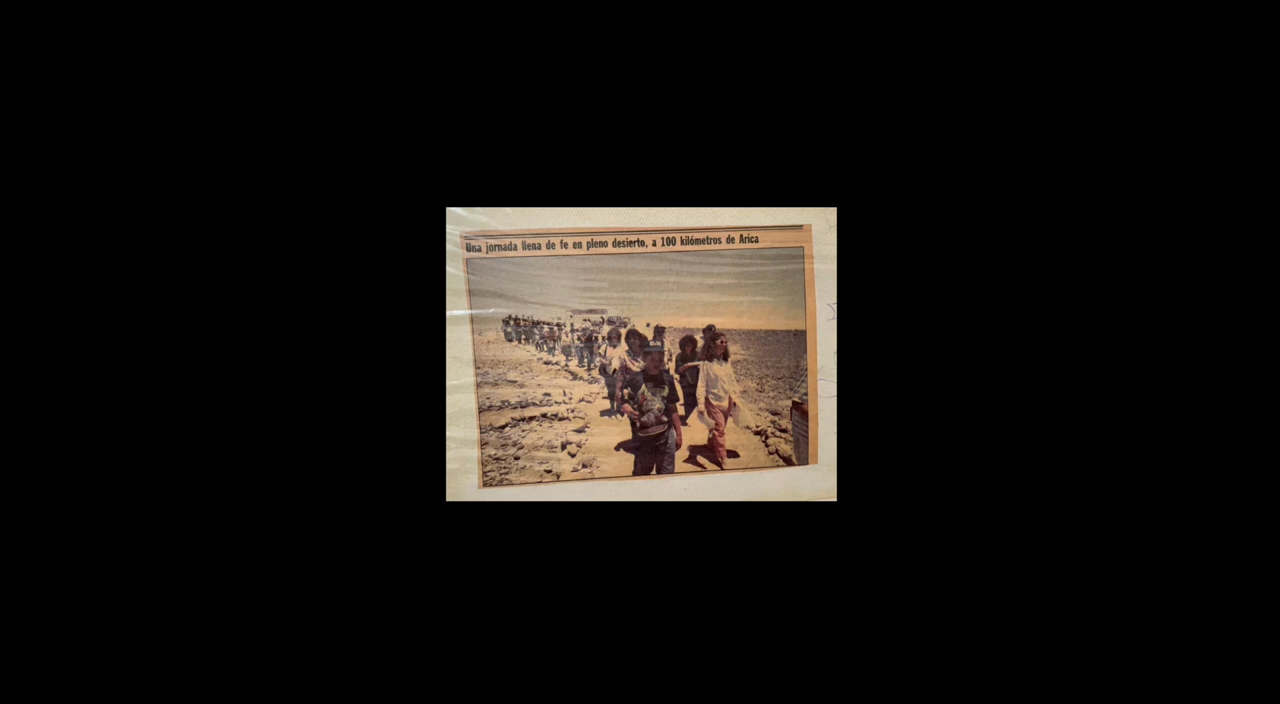 Una jornada llena de fe en pleno desierto, a 100 kilómetros de Arica